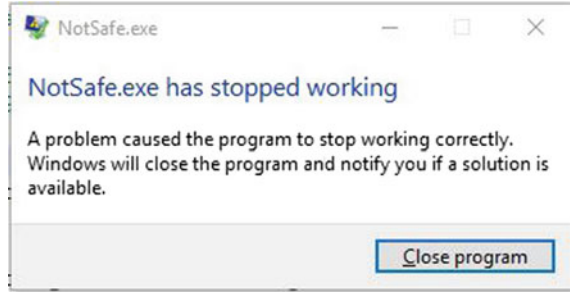 NotSafe.exe
NotSafe.exe has stopped working
A problem caused the program to stop working correctly.
Windows will close the program and notify you if a solution is
available.
Close program